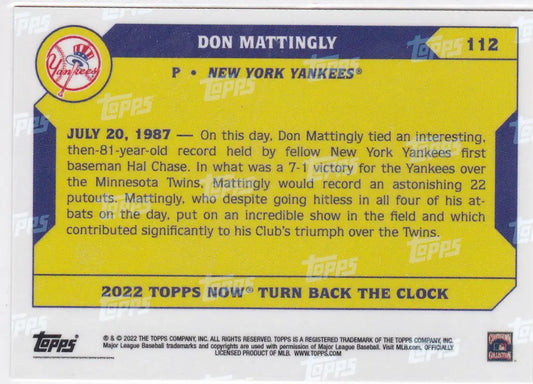 DON MATTINGLY
112
Yankees
P • NEW YORK YANKEES®
JULY 20, 1987 — On this day, Don Mattingly tied an interesting,
then-81-year-old record held by fellow New York Yankees first
baseman Hal Chase. In what was a 7-1 victory for the Yankees over
the Minnesota Twins, Mattingly would record an astonishing 22
putouts. Mattingly, who despite going hitless in all four of his at-
bats on the day, put on an incredible show in the field and which
contributed significantly to his Club's triumph over the Twins.
2022 TOPPS NOW® TURN BACK THE CLOCK
Topps
® & © 2022 THE TOPPS COMPANY, INC. ALL RIGHTS RESERVED. TOPPS IS A REGISTERED TRADEMARK OF THE TOPPS COMPANY, INC.
Major League Baseball trademarks and copyrights are used with permission of Major League Baseball. Visit MLB.com. OFFICIALLY
LICENSED PRODUCT OF MLB. WWW.TOPPS.COM
COOPERSTOWN
COLLECTION